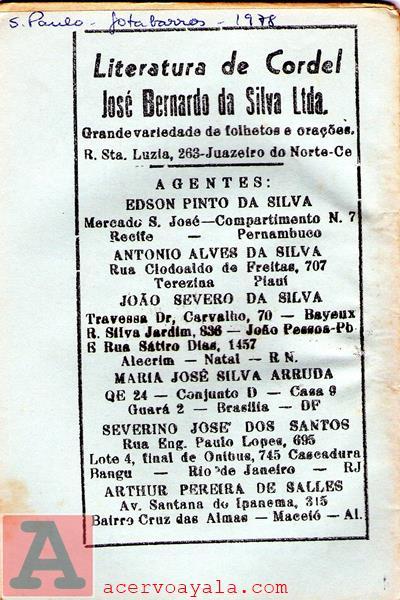 S. Paulo - Jotabarros - 1978
Literatura de Cordel
José Bernardo da Silva Ltda.
Grande variedade de folhetos e orações.
R. Sta. Luzia, 263-Juazeiro do Norte-Ce
AGENTES:
EDSON PINTO DA SILVA
Mercado S. José—Compartimento N. 7
Recife — Pernambuco
ANTONIO ALVES DA SILVA
Rua Clodoaldo de Freitas, 707
Terezina Piauí
JOÃO SEVERO DA SILVA
Travessa Dr, Carvalho, 70 — Bayeux
R. Silva Jardim, 836 — João Pessoa-Pb
E Rua Sátiro Dias, 1457
Alecrim — Natal — R N.
MARIA JOSÉ SILVA ARRUDA
QE 24 — Conjunto D — Casa 9
Guará 2 — Brasilia — DF
SEVERINO JOSE' DOS SANTOS
Rua Eng. Paulo Lopes, 695
Lote 4, final de Onibus, 745 Cascadura
Bangu — Rio de Janeiro — RJ
ARTHUR PEREIRA DE SALLES
Av. Santana do Ipanema, 315
Bairro Cruz das Almas — Maceió — Al.
A
acervoayala.com